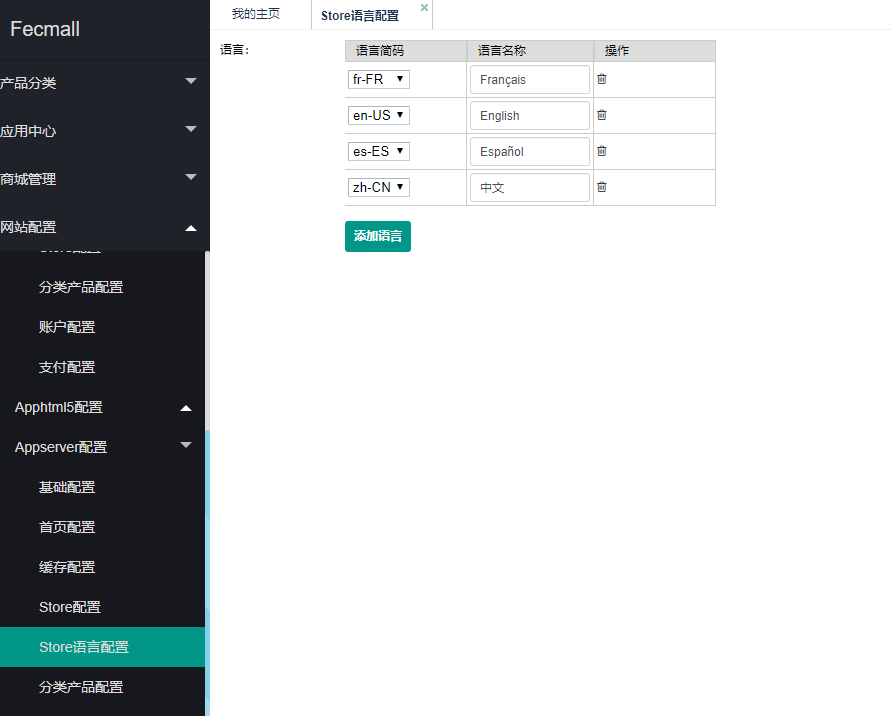 Fecmall
产品分类
应用中心
商城管理
网站配置
分类产品配置
账户配置
支付配置
Apphtml5配置
Appserver配置
基础配置
首页配置
缓存配置
Store配置
Store语言配置
分类产品配置
我的主页 Store语言配置
语言:
语言简码 语言名称 操作
fr-FR Français
en-US English
es-ES Español
zh-CN 中文
添加语言